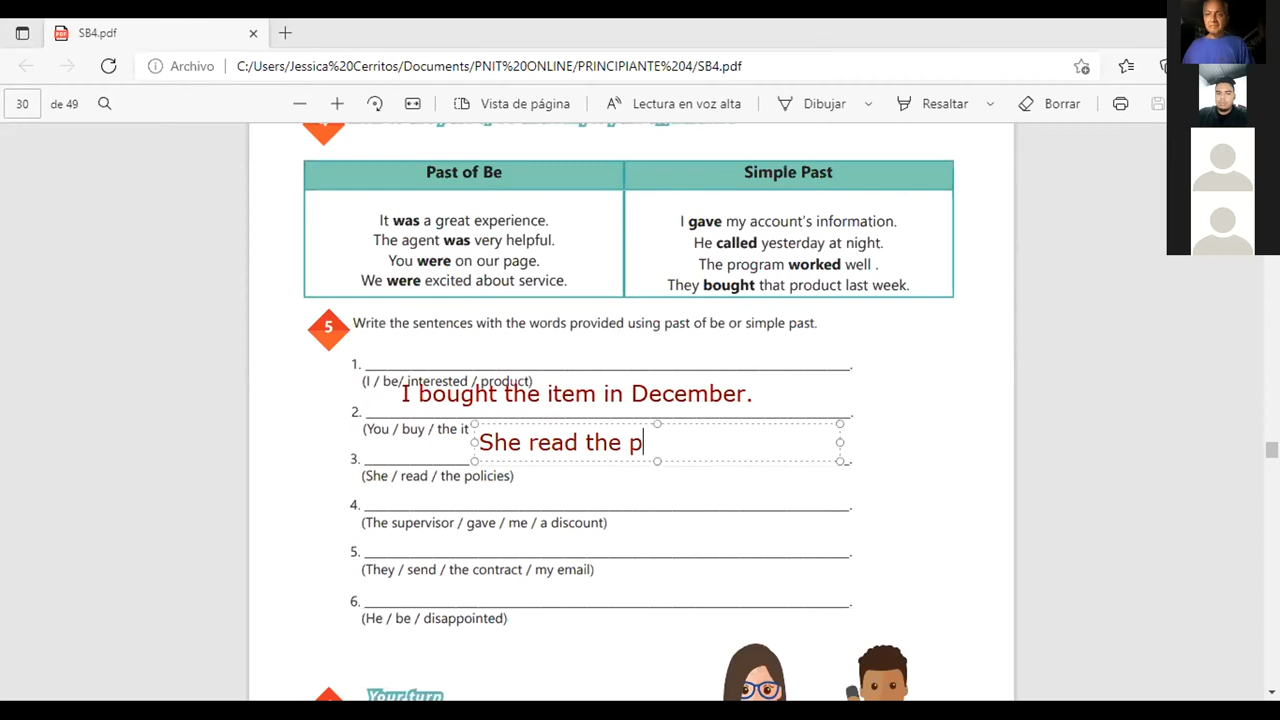 SB4.pdf
Archivo
C:/Users/Jessica%20Cerritos/Documents/PNIT%20ONLINE/PRINCIPIANTE%204/SB4.pdf
30 de 49
Vista de página
Lectura en voz alta
Dibujar
Resaltar
Borrar
Past of Be
Simple Past
It was a great experience.
The agent was very helpful.
You were on our page.
We were excited about service.
I gave my account's information.
He called yesterday at night.
The program worked well .
They bought that product last week.
5 Write the sentences with the words provided using past of be or simple past.
1. ______.
(I / be/ interested / product)
I bought the item in December.
2. ______.
(You / buy / the it
She read the p
3. ______.
(She / read / the policies)
4. ______.
(The supervisor / gave / me / a discount)
5. ______.
(They / send / the contract / my email)
6. ______.
(He / be / disappointed)
Your turn